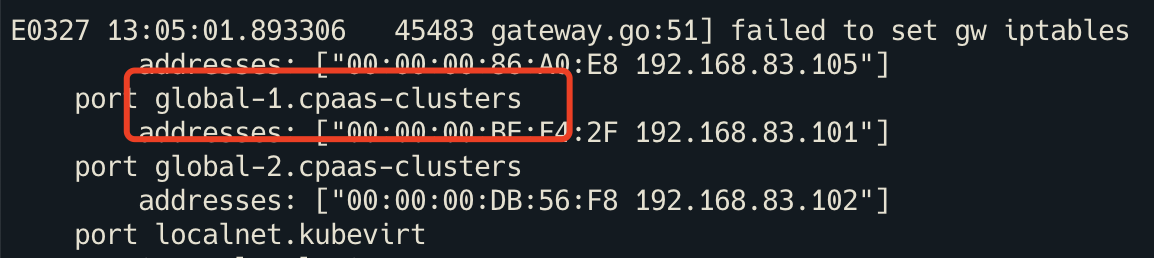 E0327 13:05:01.893306   45483 gateway.go:51] failed to set gw iptables
addresses: ["00:00:00:86:A0:E8 192.168.83.105"]
port global-1.cpaas-clusters
addresses: ["00:00:00:BE:F4:2F 192.168.83.101"]
port global-2.cpaas-clusters
addresses: ["00:00:00:DB:56:F8 192.168.83.102"]
port localnet.kubevirt